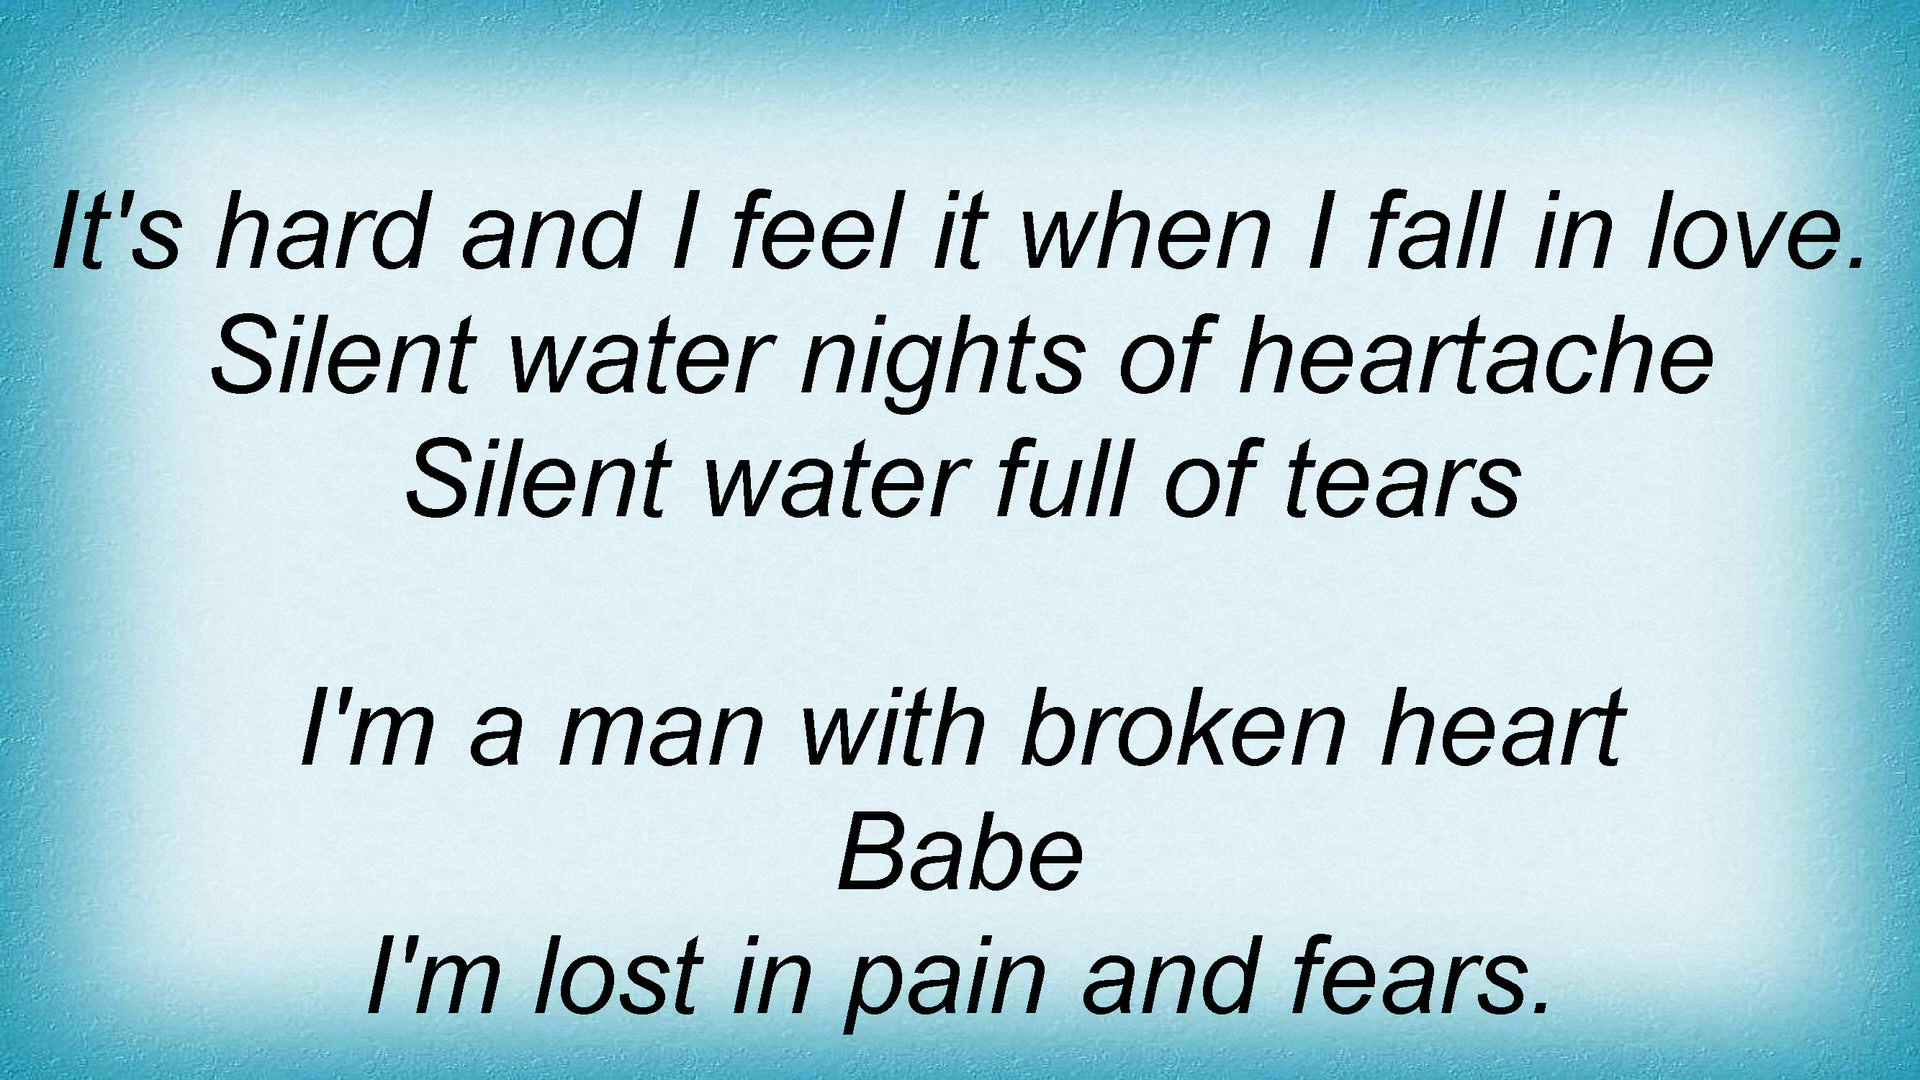 It's hard and I feel it when I fall in love.
Silent water nights of heartache
Silent water full of tears
I'm a man with broken heart
Babe
I'm lost in pain and fears.